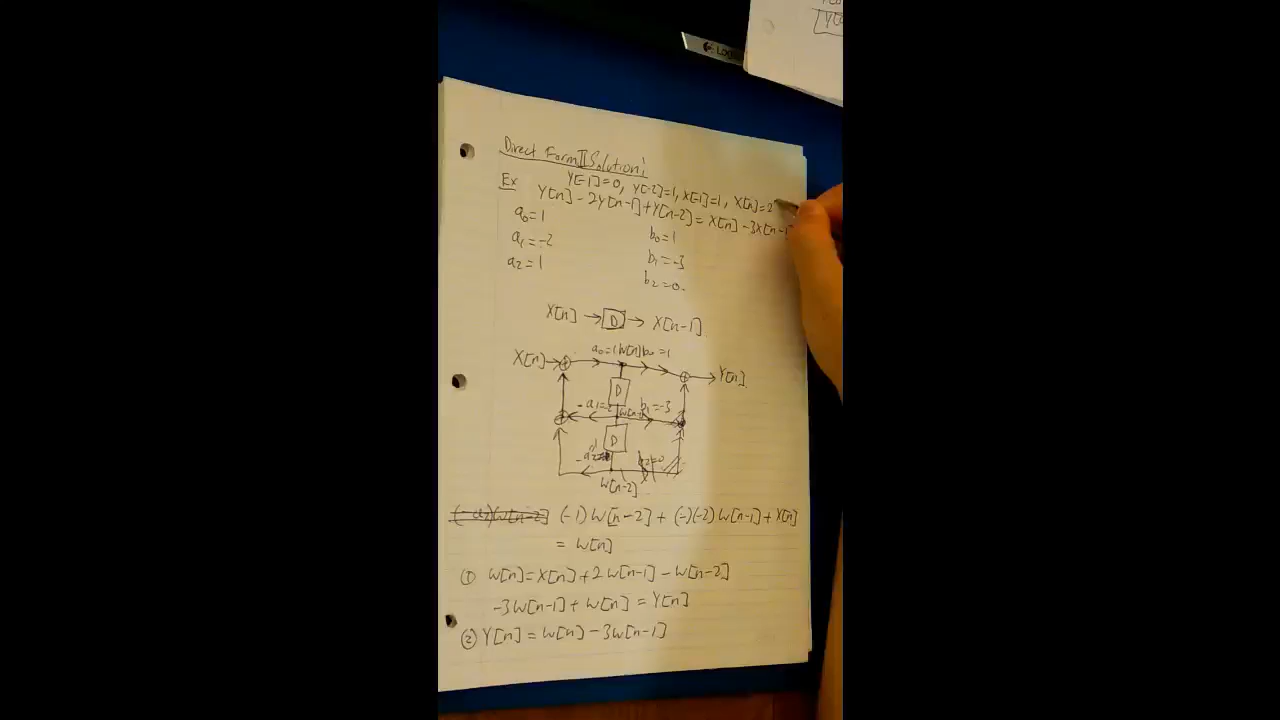 Direct Form II Solution:
Y[-1]=0, Y[-2]=1, X[-1]=1, X[n]=2
Ex Y[n] - 2Y[n-1] + Y[n-2] = X[n] - 3X[n-1
a0=1
b0=1
a1=-2
b1=-3
a2=1
b2=0
X[n] → D → X[n-1]
a0=1 W[n] b0=1
X[n] → + → Y[n]
D
-a1=2 W[n-1] b1=-3
D
b2=0
W[n-2]
(-a2)W[n-2] (-1)W[n-2] + (-)(-2)W[n-1] + X[n]
= W[n]
① W[n] = X[n] + 2W[n-1] - W[n-2]
-3W[n-1] + W[n] = Y[n]
② Y[n] = W[n] - 3W[n-1]